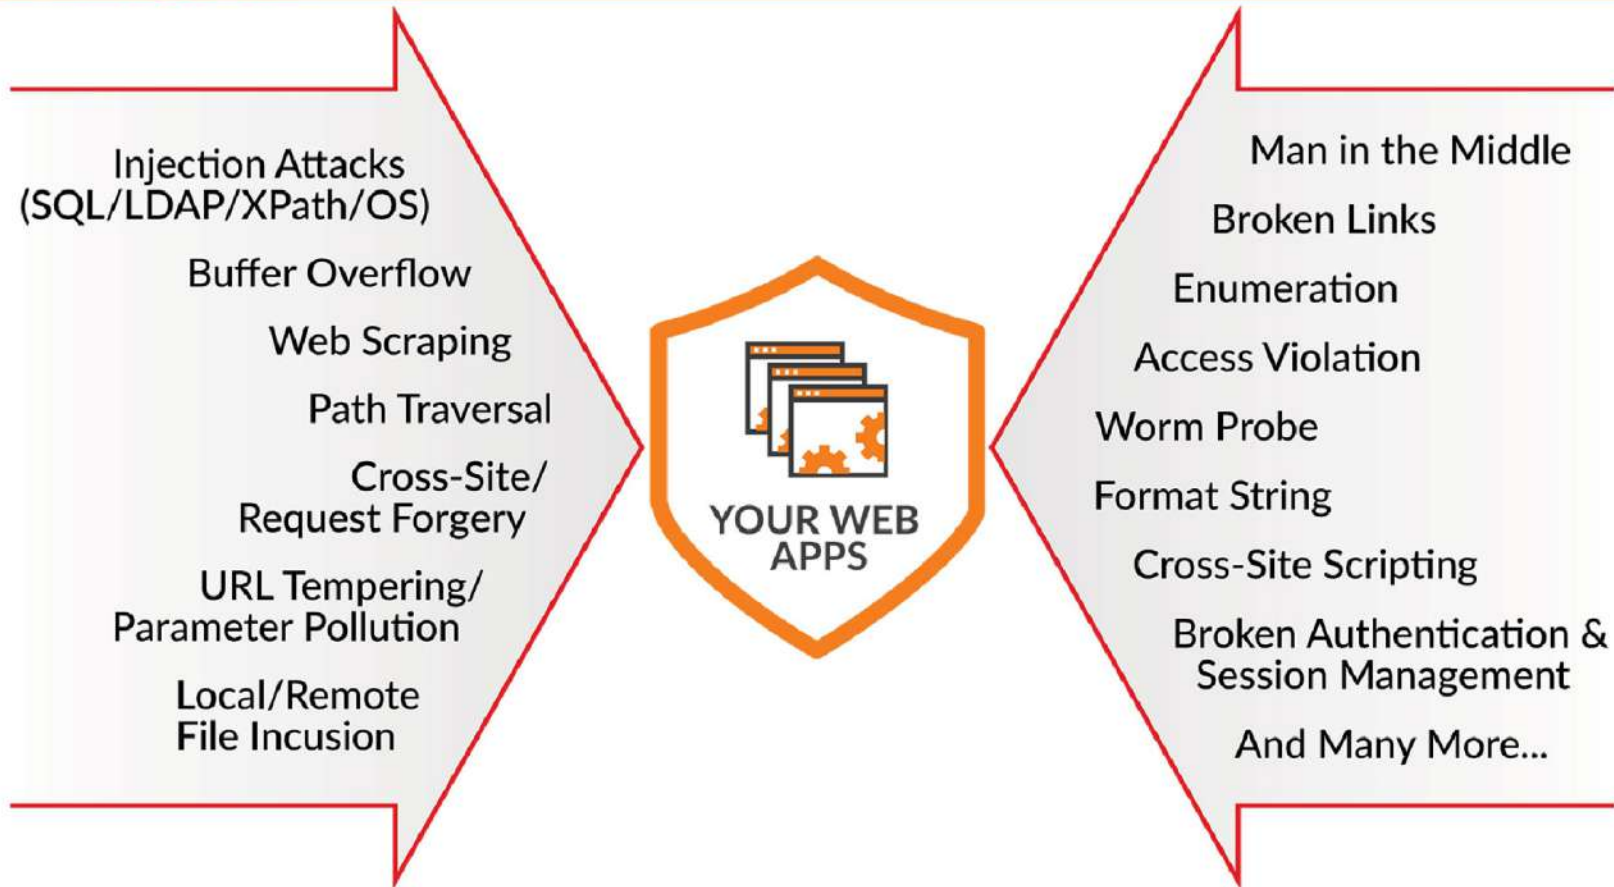 Injection Attacks
(SQL/LDAP/XPath/OS)
Buffer Overflow
Web Scraping
Path Traversal
Cross-Site/
Request Forgery
URL Tempering/
Parameter Pollution
Local/Remote
File Incusion
YOUR WEB
APPS
Man in the Middle
Broken Links
Enumeration
Access Violation
Worm Probe
Format String
Cross-Site Scripting
Broken Authentication &
Session Management
And Many More...